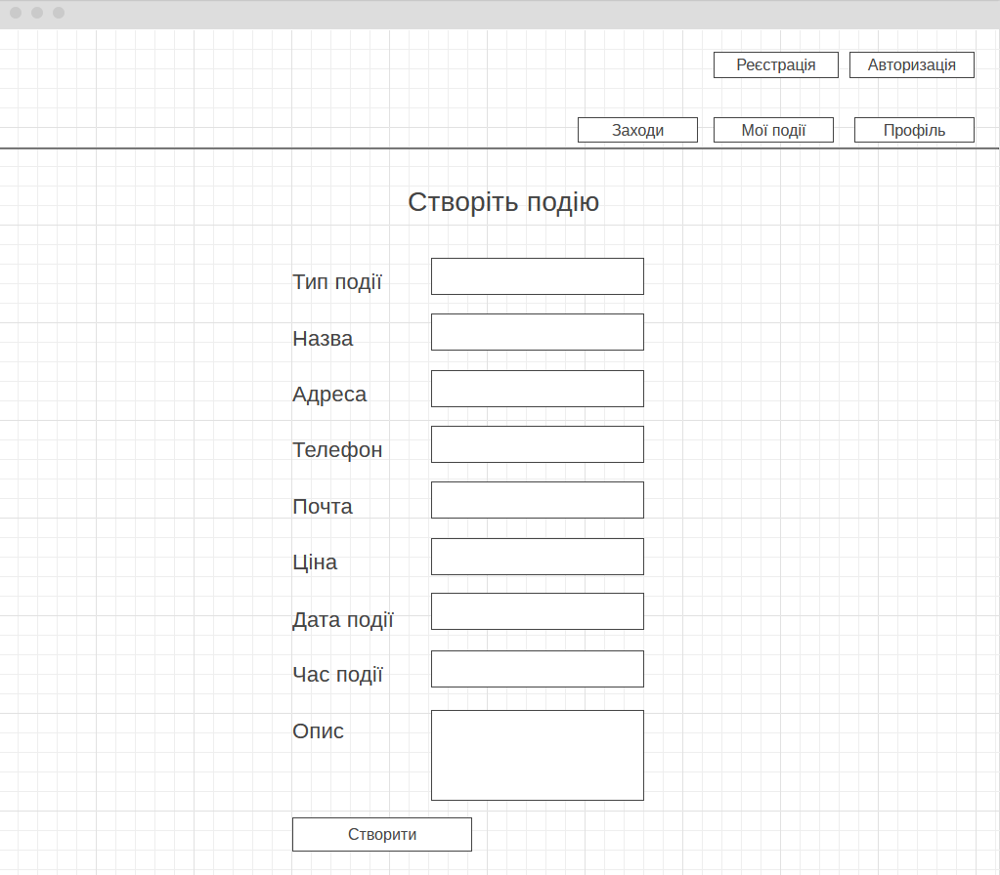 Реєстрація Авторизація
Заходи Мої події Профіль
Створіть подію
Тип події
Назва
Адреса
Телефон
Почта
Ціна
Дата події
Час події
Опис
Створити